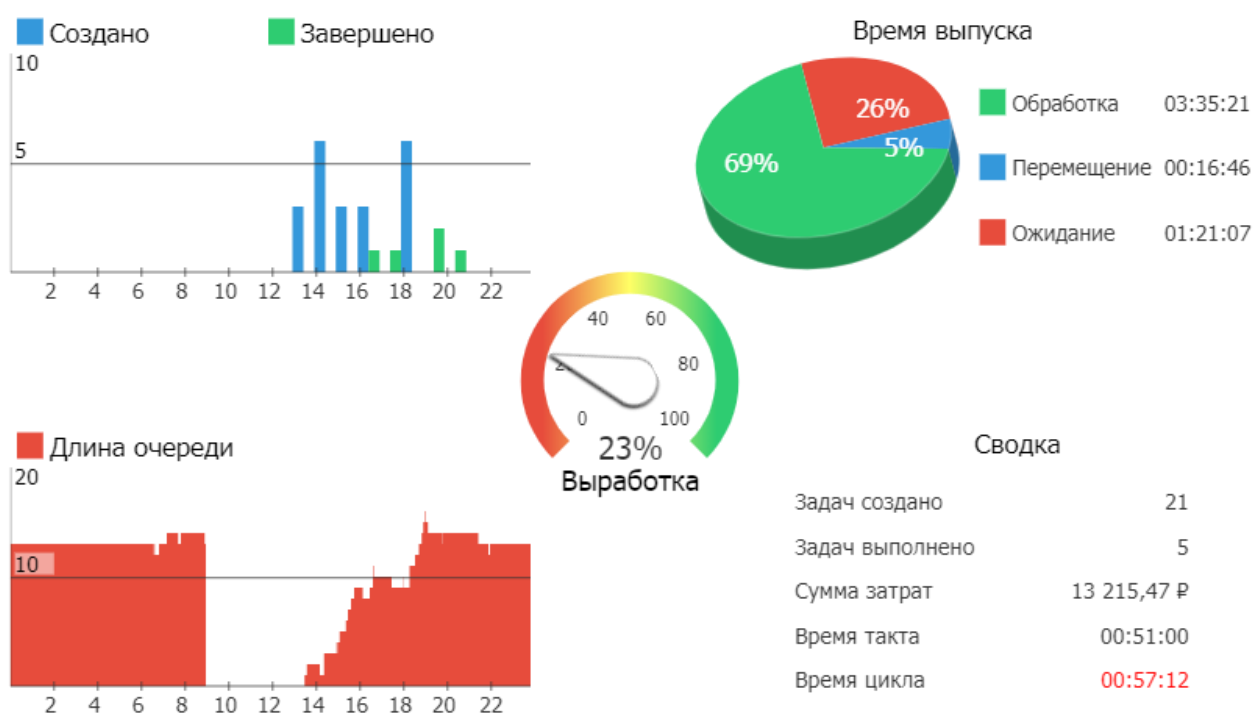 Создано Завершено
10
5
2 4 6 8 10 12 14 16 18 20 22
Время выпуска
26%
5%
69%
Обработка 03:35:21
Перемещение 00:16:46
Ожидание 01:21:07
40 60
80
0 100
23%
Выработка
Длина очереди
20
10
2 4 6 8 10 12 14 16 18 20 22
Сводка
Задач создано 21
Задач выполнено 5
Сумма затрат 13 215,47 ₽
Время такта 00:51:00
Время цикла 00:57:12